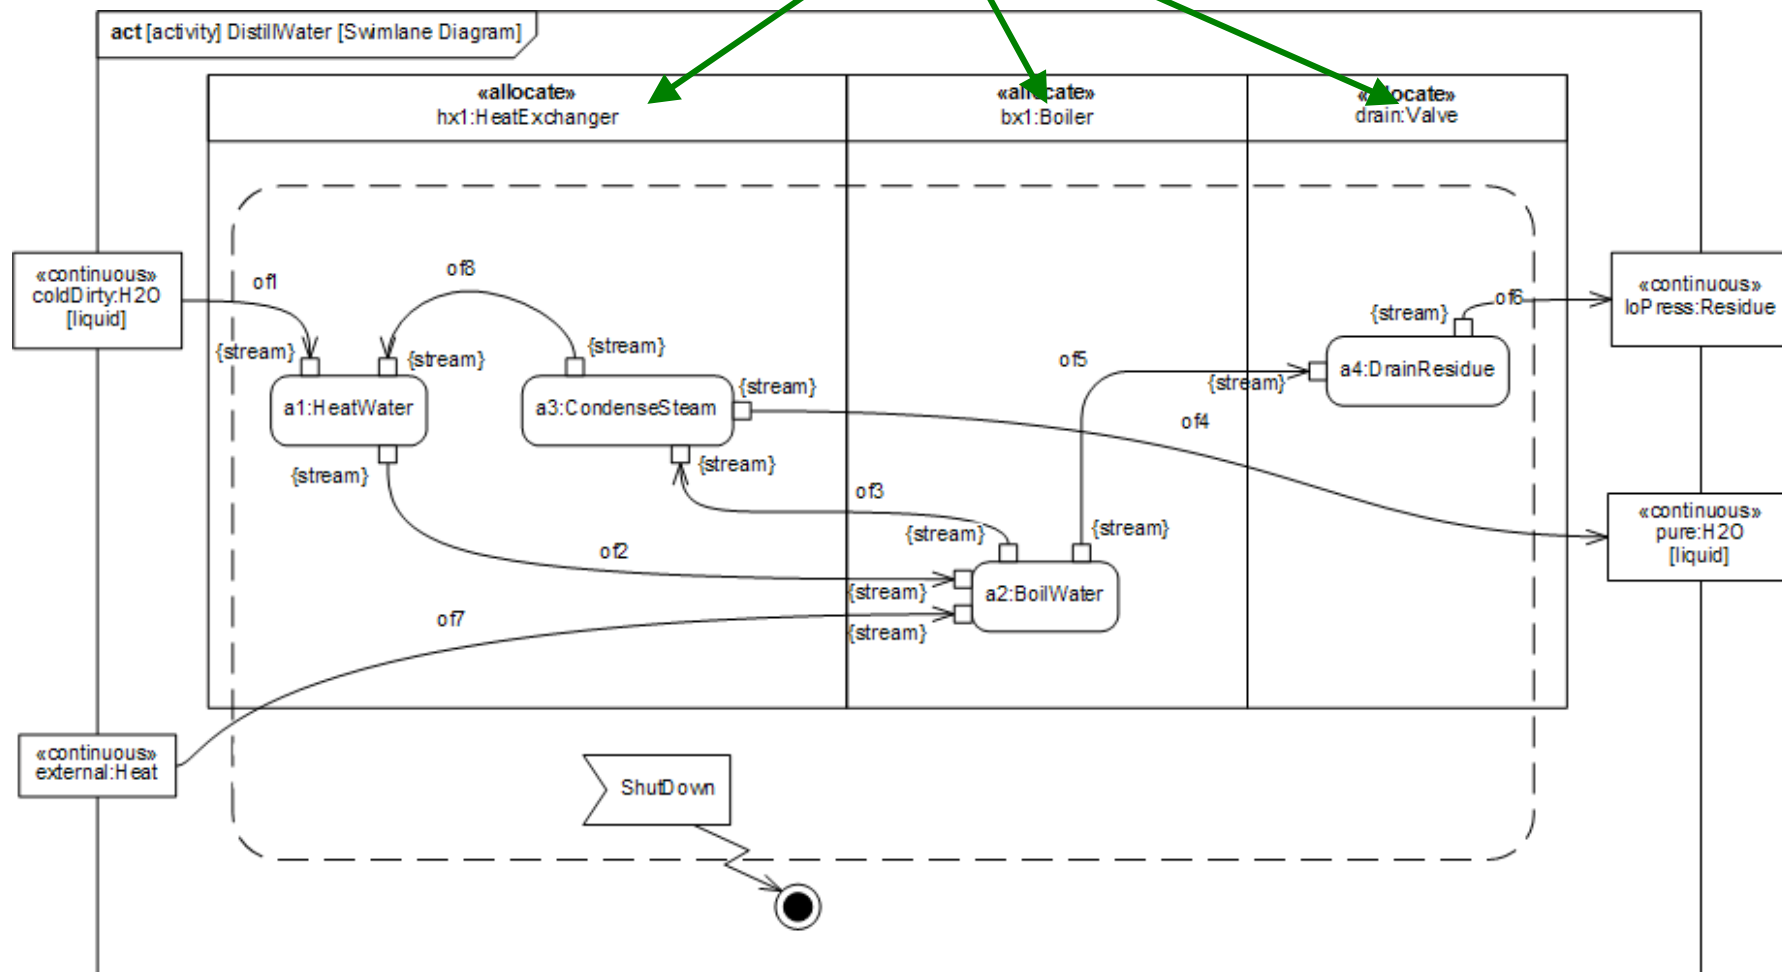 act [activity] DistillWater [Swimlane Diagram]
«allocate»
hx1:HeatExchanger
«allocate»
bx1:Boiler
«allocate»
drain:Valve
«continuous»
coldDirty:H2O
[liquid]
of1
of8
{stream}
{stream}
{stream}
a1:HeatWater
a3:CondenseSteam
{stream}
{stream}
{stream}
of3
of2
of7
of5
of4
{stream}
{stream}
{stream}
{stream}
a2:BoilWater
{stream}
{stream}
of6
a4:DrainResidue
«continuous»
loPress:Residue
«continuous»
pure:H2O
[liquid]
«continuous»
external:Heat
ShutDown